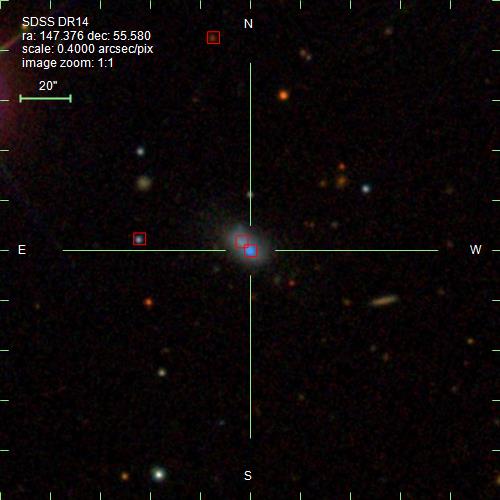 SDSS DR14
ra: 147.376 dec: 55.580
scale: 0.4000 arcsec/pix
image zoom: 1:1
20"
N
E
W
S